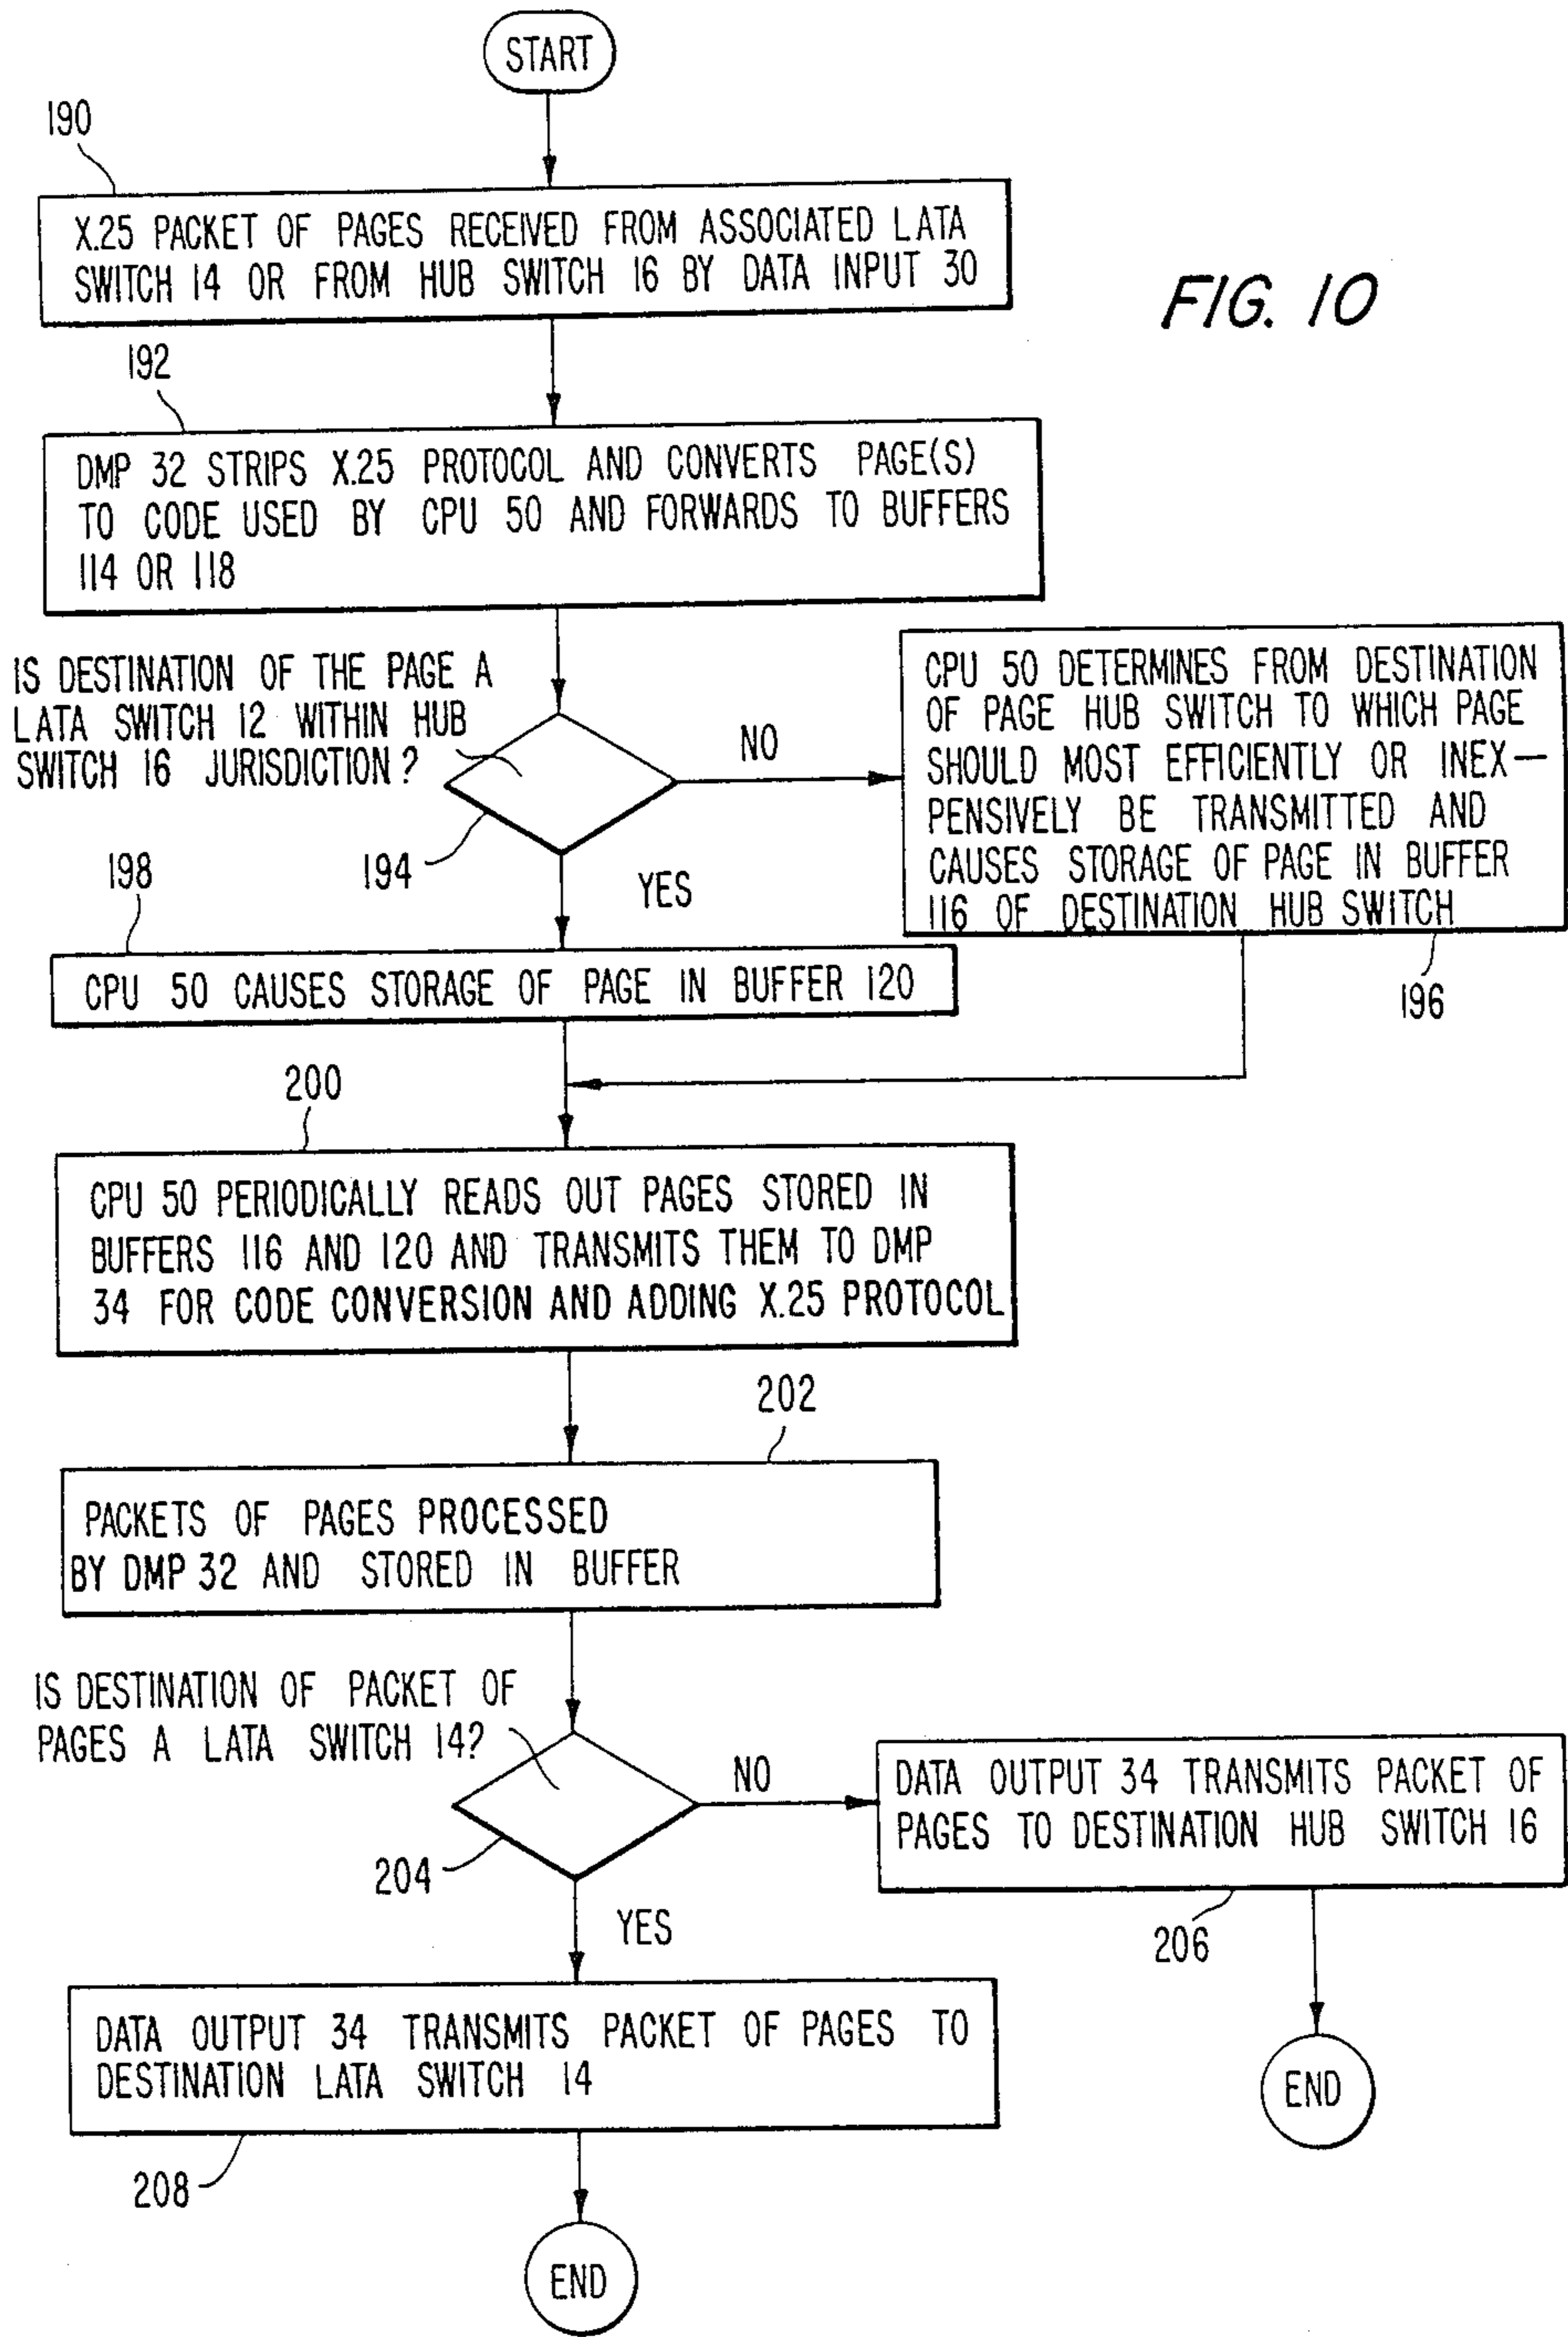 START
190
X.25 PACKET OF PAGES RECEIVED FROM ASSOCIATED LATA
SWITCH 14 OR FROM HUB SWITCH 16 BY DATA INPUT 30
FIG. 10
192
DMP 32 STRIPS X.25 PROTOCOL AND CONVERTS PAGE(S)
TO CODE USED BY CPU 50 AND FORWARDS TO BUFFERS
114 OR 118
IS DESTINATION OF THE PAGE A
LATA SWITCH 12 WITHIN HUB
SWITCH 16 JURISDICTION?
NO
194
YES
CPU 50 DETERMINES FROM DESTINATION
OF PAGE HUB SWITCH TO WHICH PAGE
SHOULD MOST EFFICIENTLY OR INEX-
PENSIVELY BE TRANSMITTED AND
CAUSES STORAGE OF PAGE IN BUFFER
116 OF DESTINATION HUB SWITCH
196
198
CPU 50 CAUSES STORAGE OF PAGE IN BUFFER 120
200
CPU 50 PERIODICALLY READS OUT PAGES STORED IN
BUFFERS 116 AND 120 AND TRANSMITS THEM TO DMP
34 FOR CODE CONVERSION AND ADDING X.25 PROTOCOL
202
PACKETS OF PAGES PROCESSED
BY DMP 32 AND STORED IN BUFFER
IS DESTINATION OF PACKET OF
PAGES A LATA SWITCH 14?
NO
204
YES
DATA OUTPUT 34 TRANSMITS PACKET OF
PAGES TO DESTINATION HUB SWITCH 16
206
END
DATA OUTPUT 34 TRANSMITS PACKET OF PAGES TO
DESTINATION LATA SWITCH 14
208
END